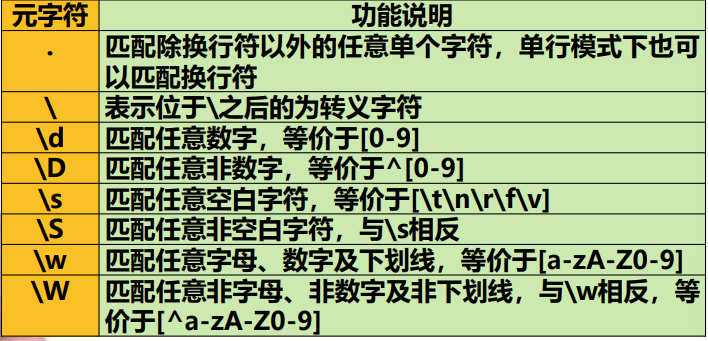 元字符 功能说明
. 匹配除换行符以外的任意单个字符，单行模式下也可
以匹配换行符
\ 表示位于\之后的为转义字符
\d 匹配任意数字，等价于[0-9]
\D 匹配任意非数字，等价于^[0-9]
\s 匹配任意空白字符，等价于[\t\n\r\f\v]
\S 匹配任意非空白字符，与\s相反
\w 匹配任意字母、数字及下划线，等价于[a-zA-Z0-9]
\W 匹配任意非字母、非数字及非下划线，与\w相反，等
价于[^a-zA-Z0-9]